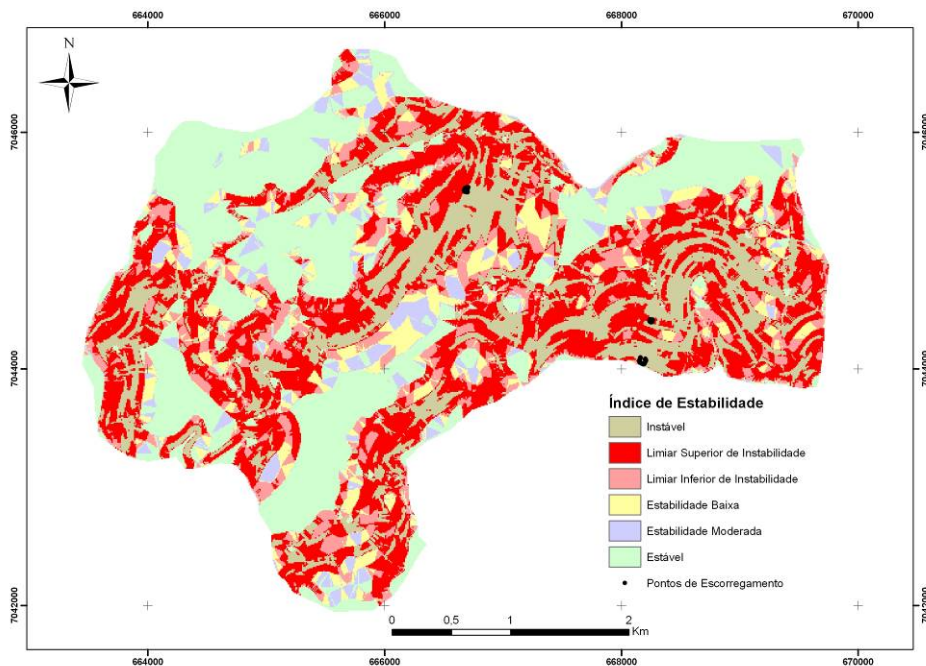 664000 666000 668000 670000
N
7046000 7046000
7044000 7044000
Índice de Estabilidade
Instável
Limiar Superior de Instabilidade
Limiar Inferior de Instabilidade
Estabilidade Baixa
Estabilidade Moderada
Estável
Pontos de Escorregamento
7042000 7042000
0 0,5 1 2
Km
664000 666000 668000 670000